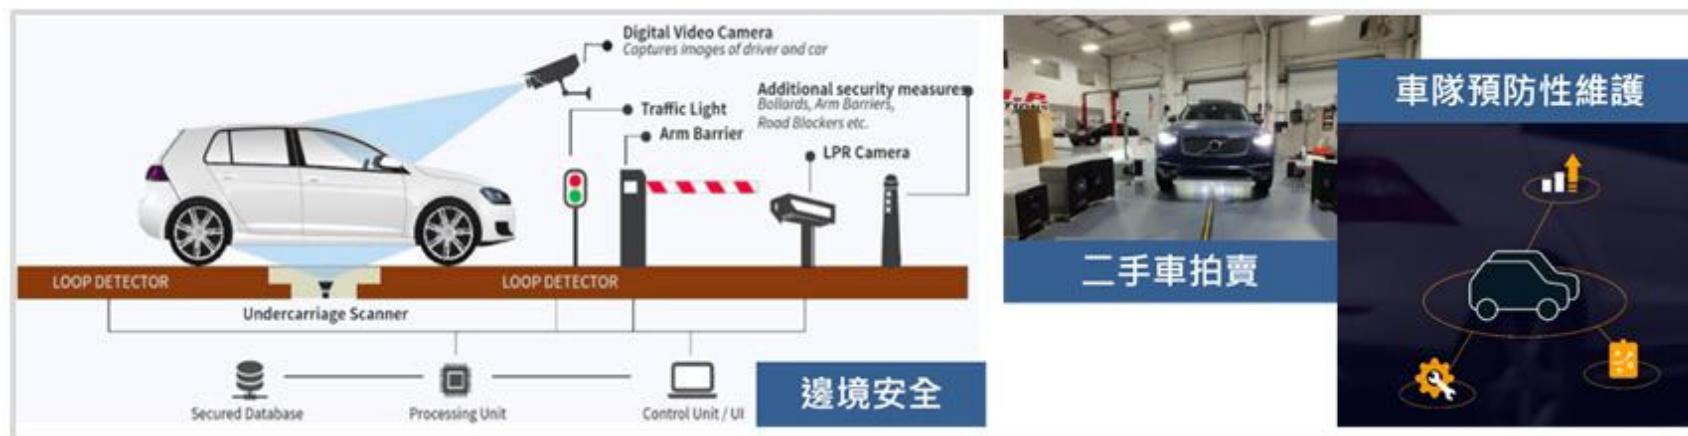 Digital Video Camera
Captures images of driver and car
Traffic Light
Arm Barrier
Additional security measures
Bollards, Arm Barriers,
Road Blockers etc.
LPR Camera
LOOP DETECTOR
LOOP DETECTOR
Undercarriage Scanner
Secured Database
Processing Unit
Control Unit / UI
邊境安全
二手車拍賣
車隊預防性維護